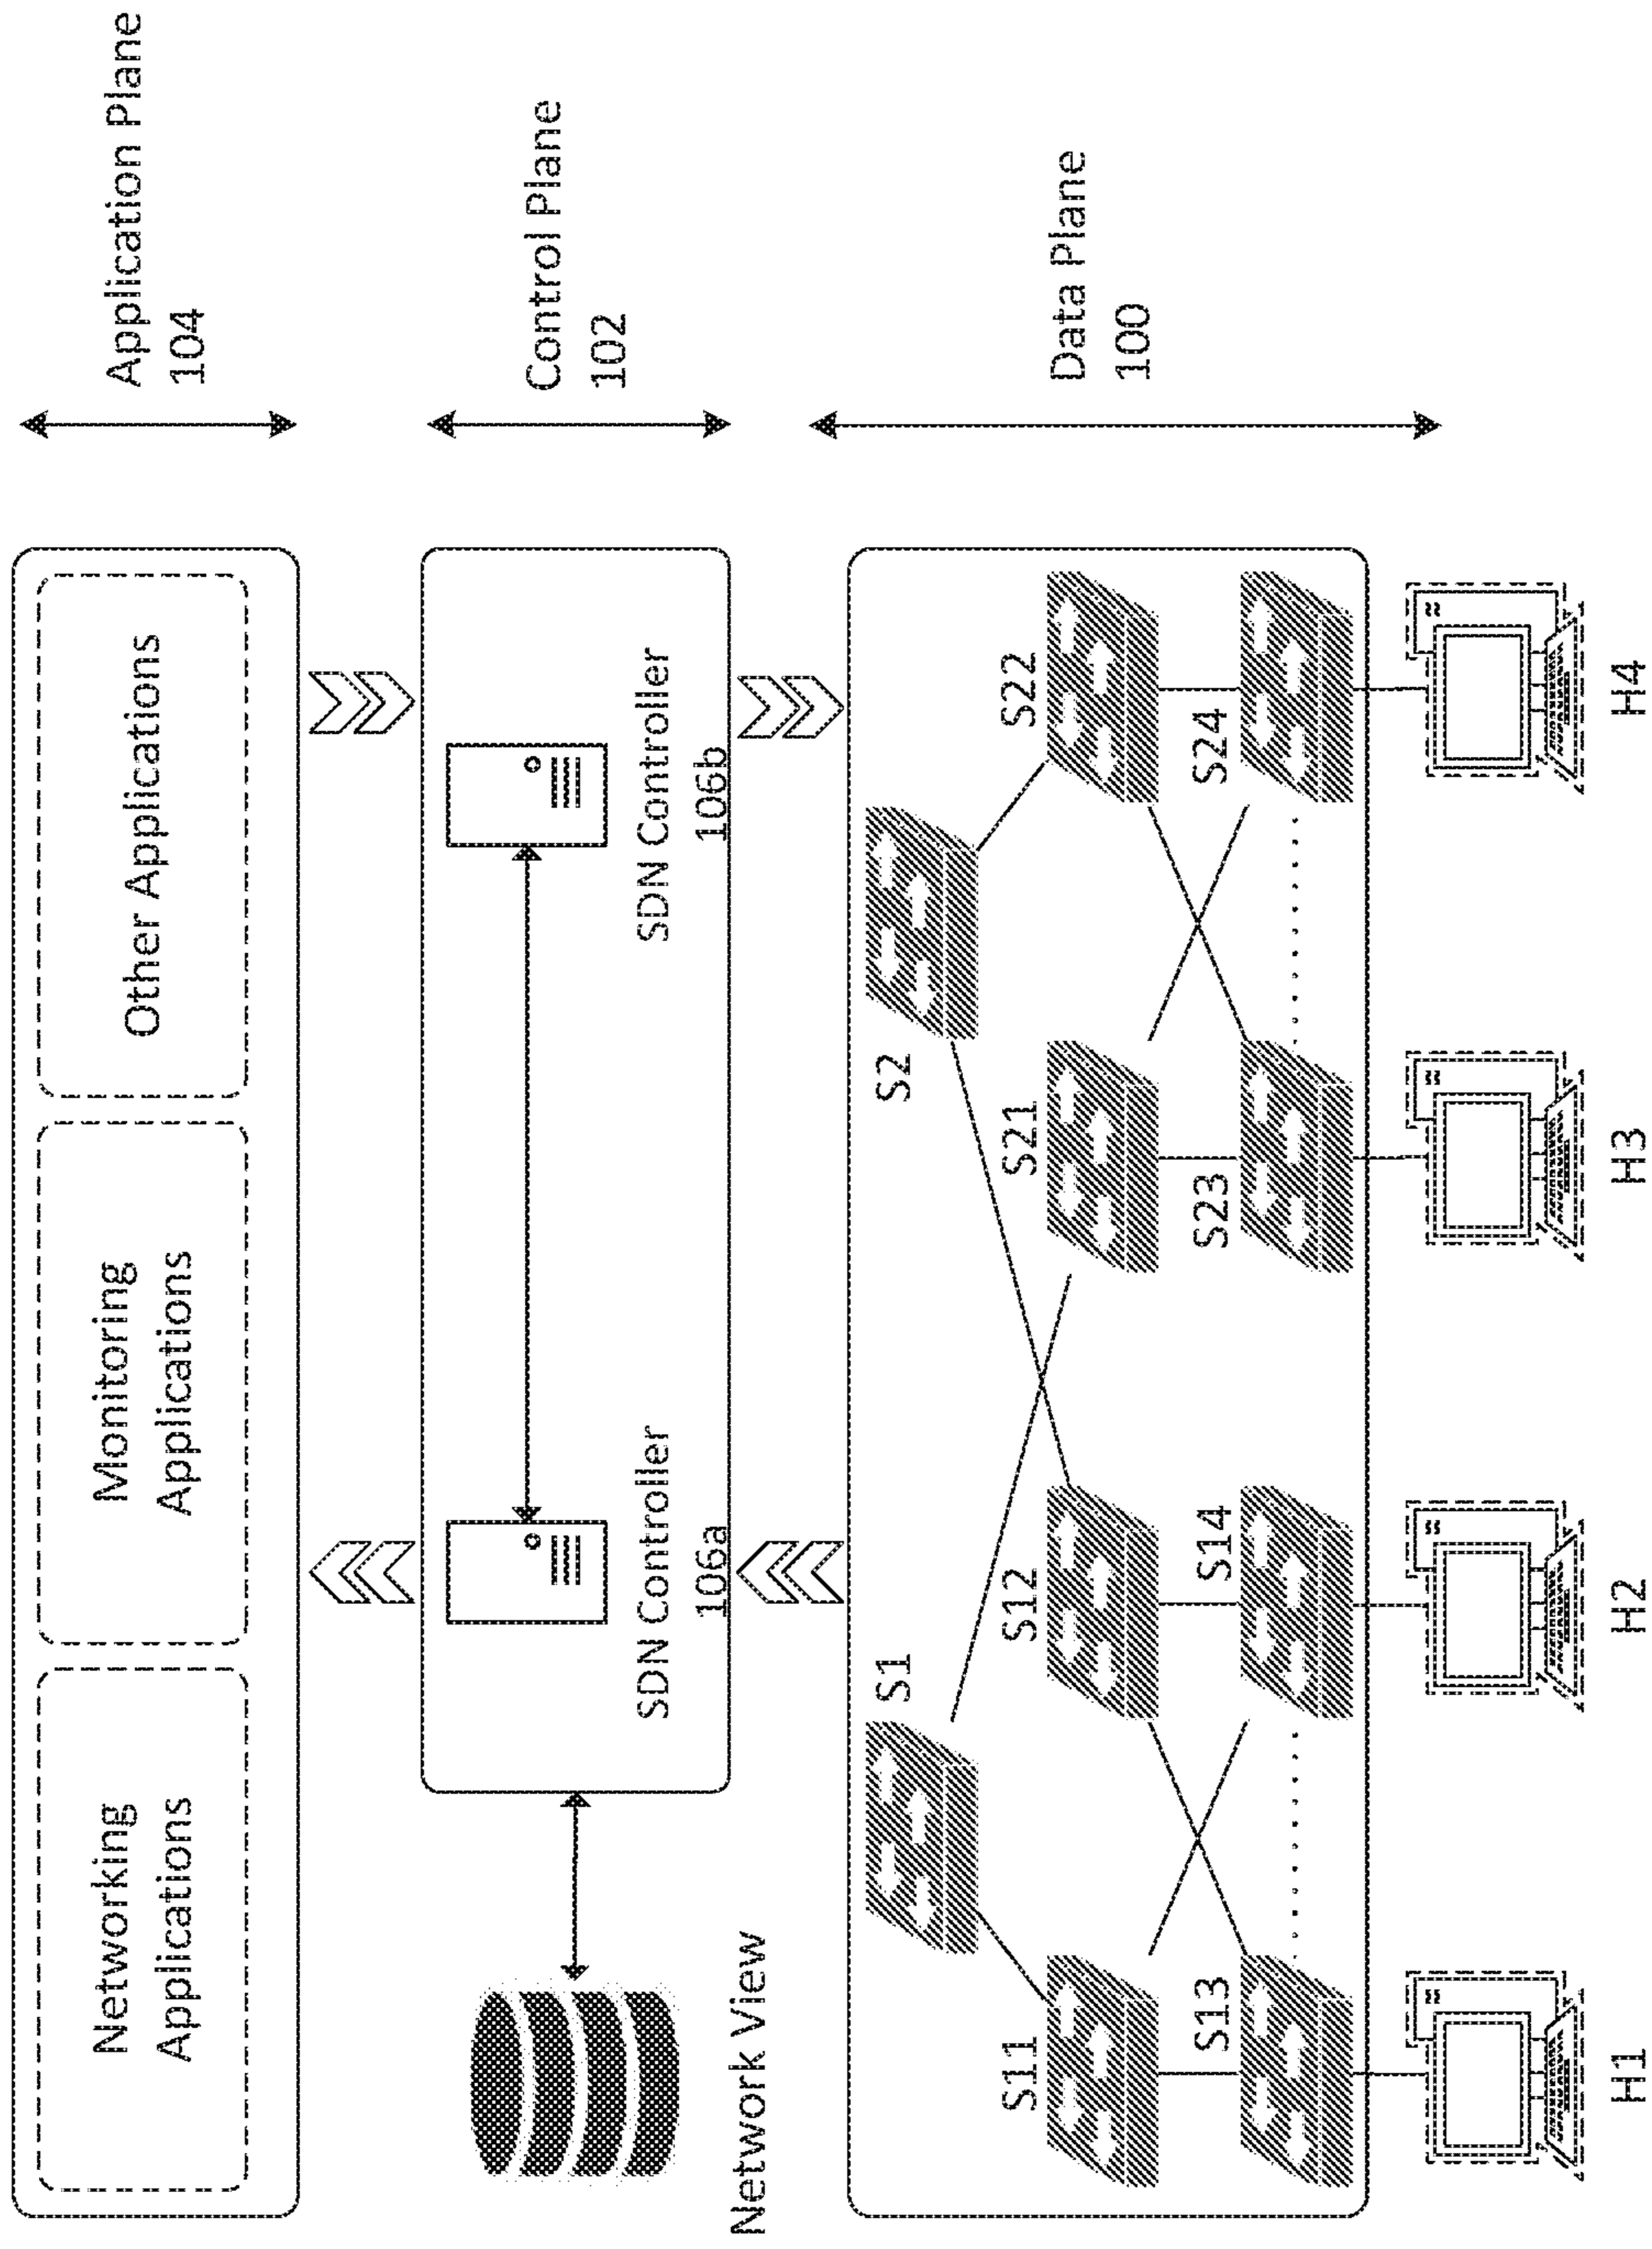 Networking
Applications
Monitoring
Applications
Other Applications
Application Plane
104
SDN Controller
106a
SDN Controller
106b
Control Plane
102
Network View
S1
S2
S11
S12
S21
S22
S13
S14
S23
S24
Data Plane
100
H1
H2
H3
H4